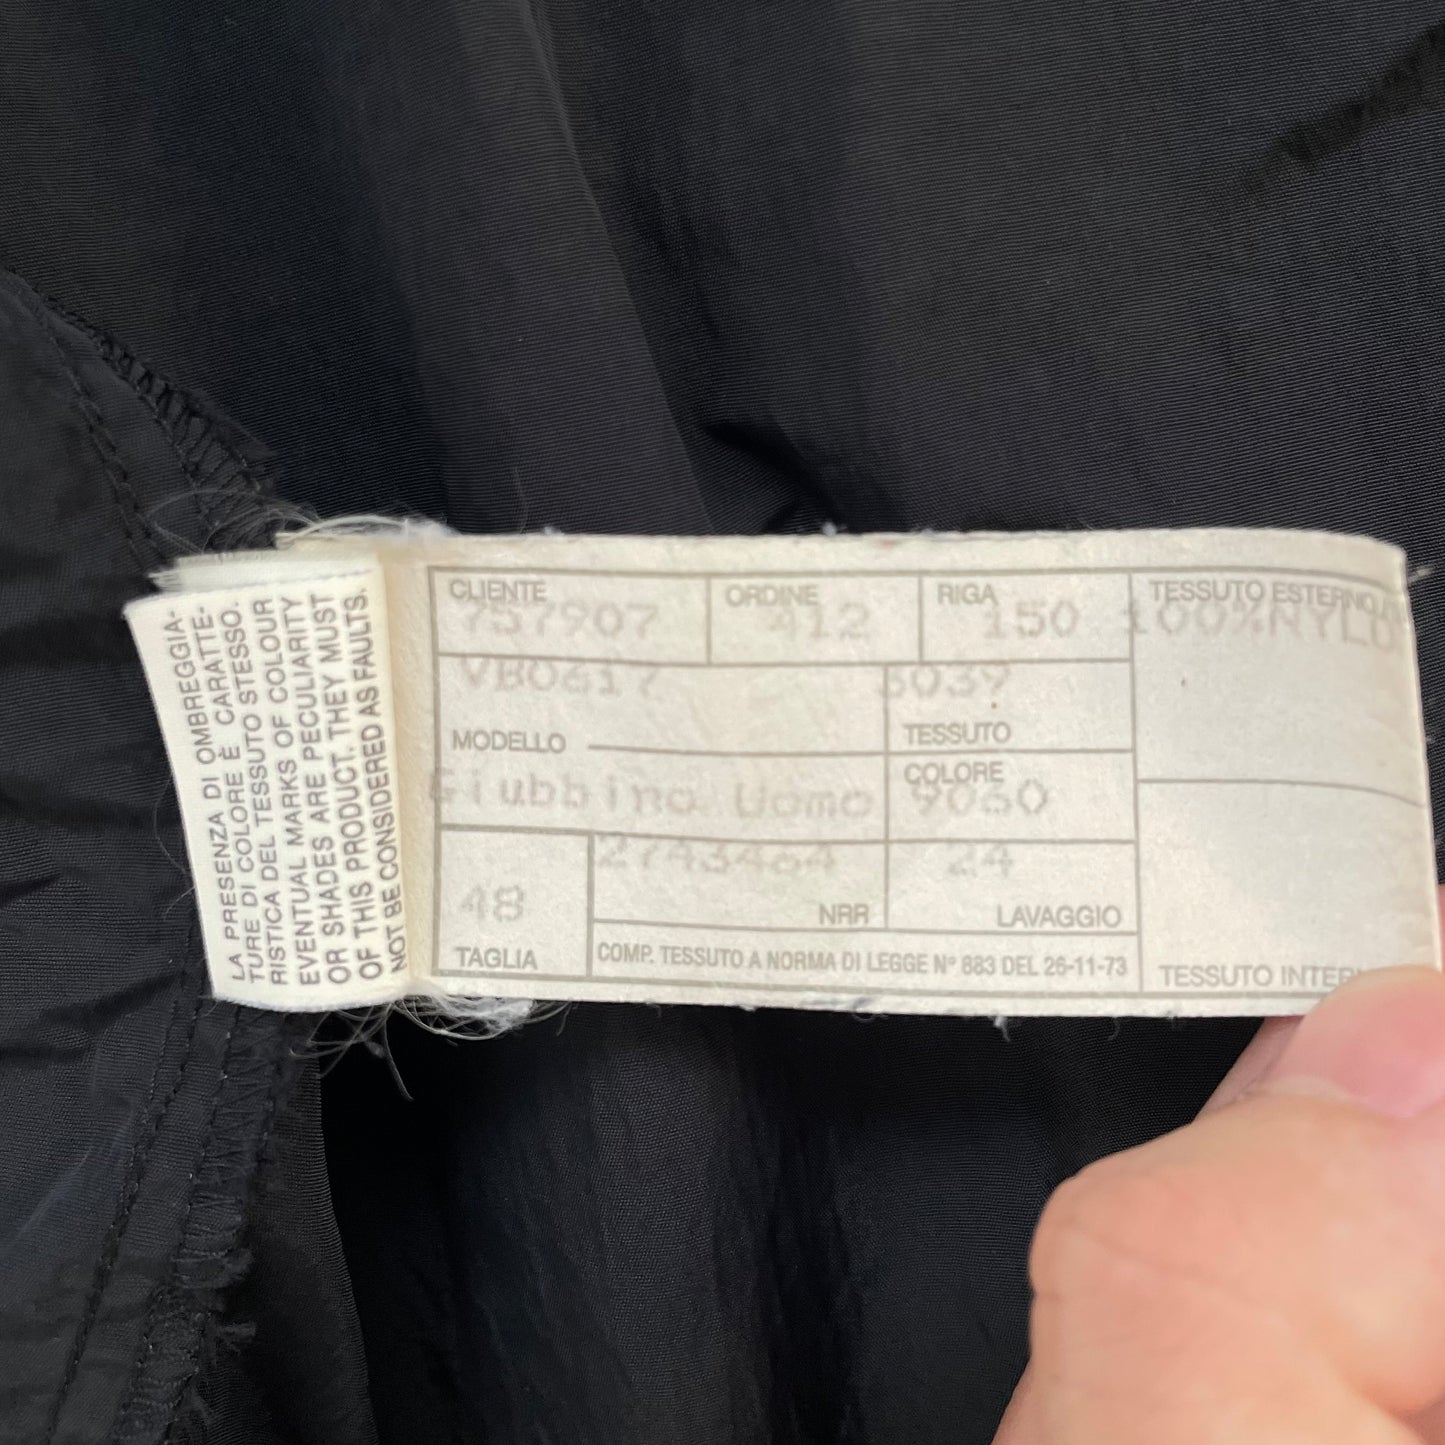 LA PRESENZA DI OMBREGGIA-
TURE DI COLORE È CARATTE-
RISTICA DEL TESSUTO STESSO.
EVENTUAL MARKS OF COLOUR
OR SHADES ARE PECULIARITY
OF THIS PRODUCT. THEY MUST
NOT BE CONSIDERED AS FAULTS.
CLIENTE ORDINE RIGA TESSUTO
757907 412 150 100%NYLO
VB0617
MODELLO TESSUTO
COLORE
Giubbino Uomo 9060
2743464 24
48 NRR LAVAGGIO
TAGLIA COMP. TESSUTO A NORMA DI LEGGE N° 883 DEL 26-11-73 TESSUTO